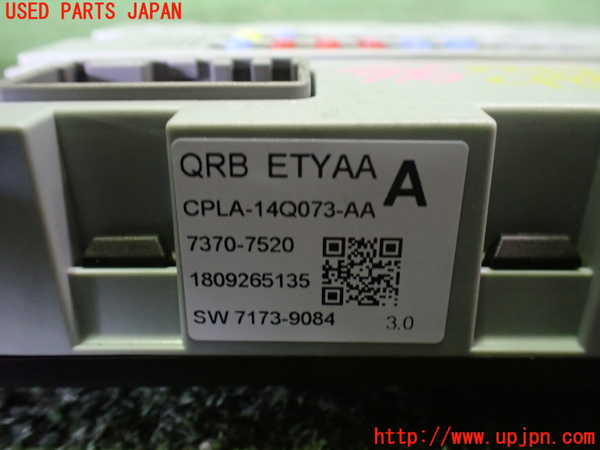 USED PARTS JAPAN
QRB ETYAA A
CPLA-14Q073-AA
7370-7520
1809265135
SW 7173-9084 3.0
http://www.upjpn.com/